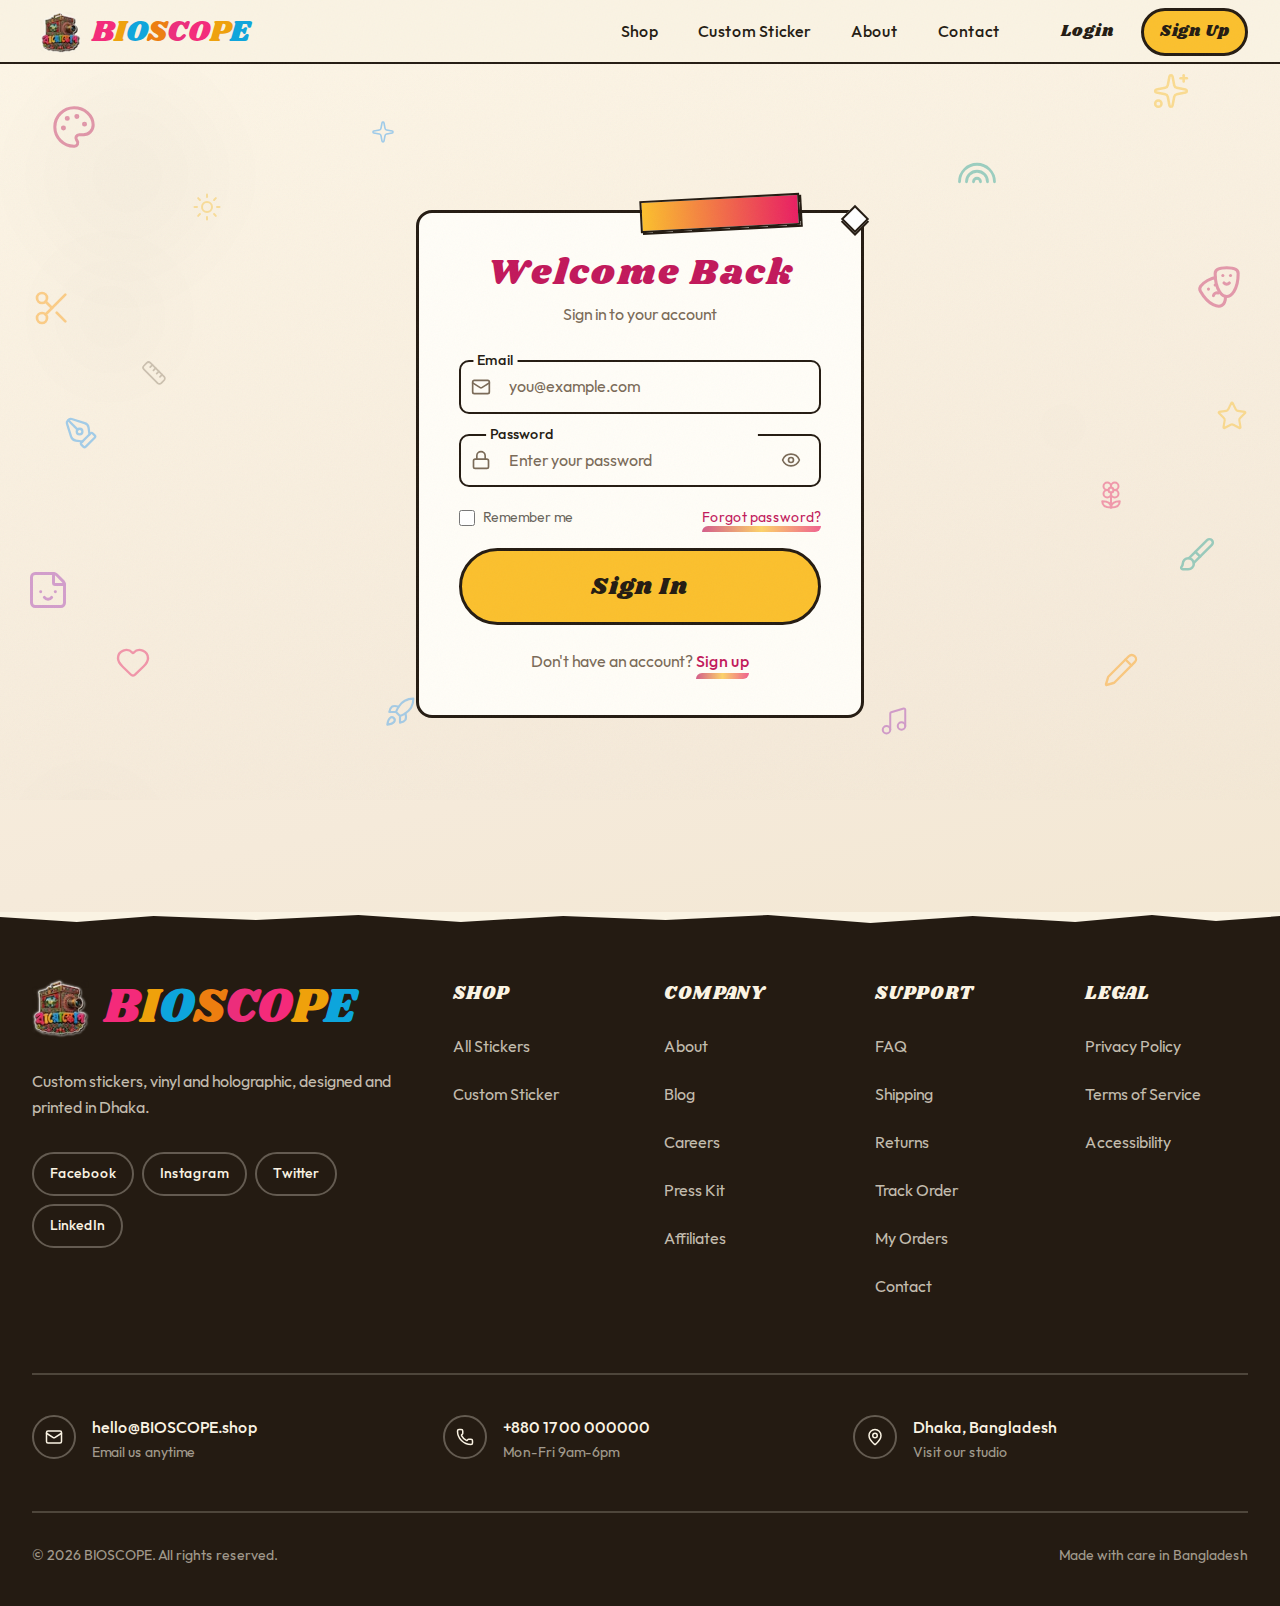 BIOSCOPE
Shop Custom Sticker About Contact Login Sign Up
Welcome Back
Sign in to your account
Email
you@example.com
Password
Enter your password
Remember me Forgot password?
Sign In
Don't have an account? Sign up
BIOSCOPE
Custom stickers, vinyl and holographic, designed and
printed in Dhaka.
Facebook Instagram Twitter
LinkedIn
SHOP
All Stickers
Custom Sticker
COMPANY
About
Blog
Careers
Press Kit
Affiliates
SUPPORT
FAQ
Shipping
Returns
Track Order
My Orders
Contact
LEGAL
Privacy Policy
Terms of Service
Accessibility
hello@BIOSCOPE.shop
Email us anytime
+880 1700 000000
Mon-Fri 9am-6pm
Dhaka, Bangladesh
Visit our studio
© 2026 BIOSCOPE. All rights reserved. Made with care in Bangladesh